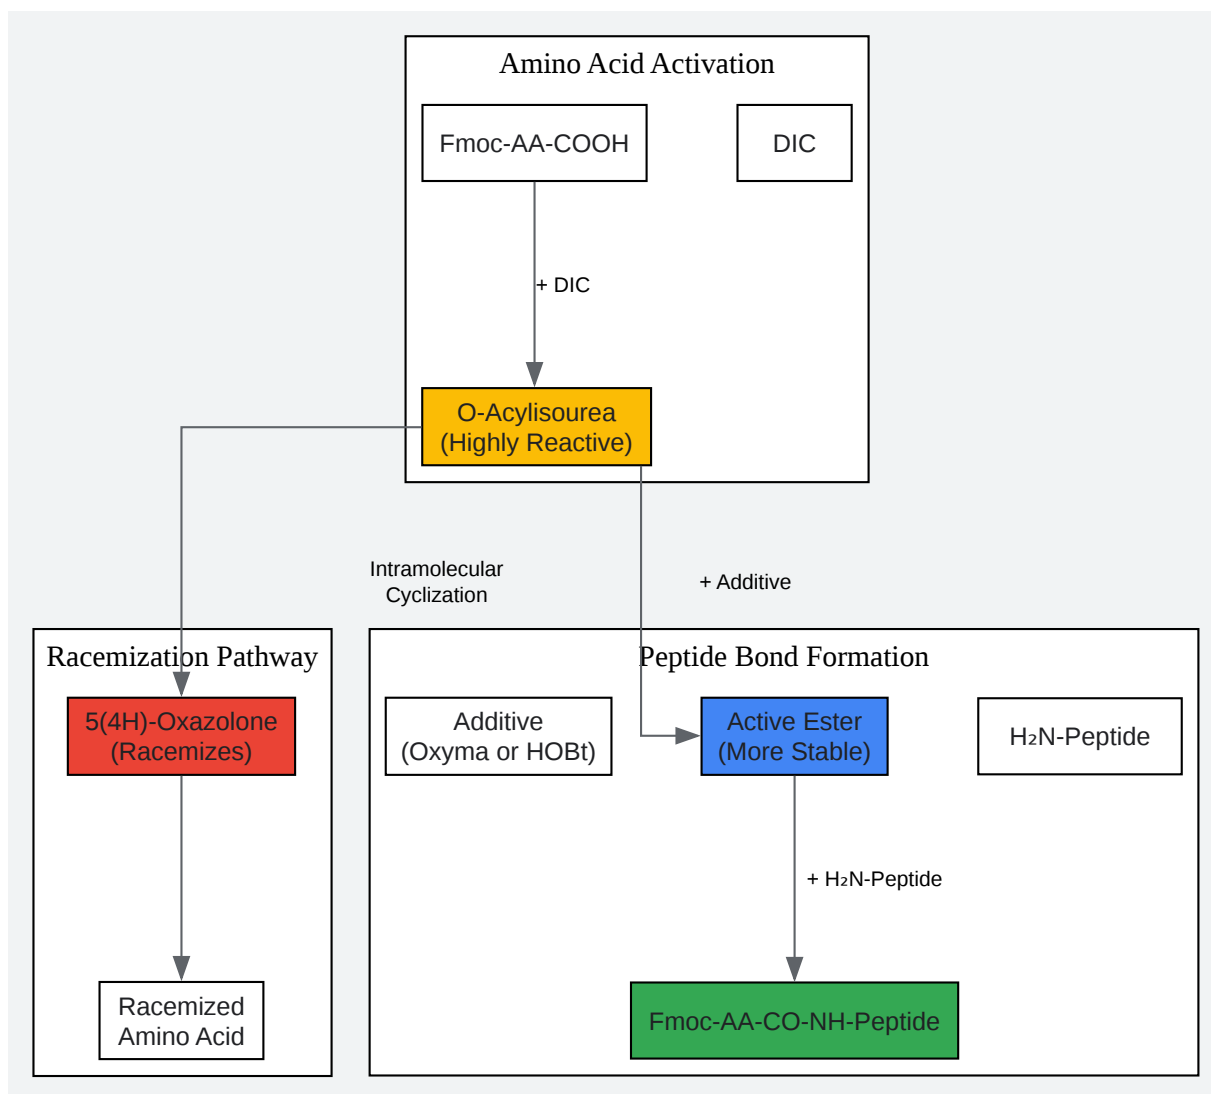 Amino Acid Activation
Fmoc-AA-COOH
DIC
+ DIC
O-Acylisourea
(Highly Reactive)
Intramolecular
Cyclization
+ Additive
Racemization Pathway
Peptide Bond Formation
5(4H)-Oxazolone
(Racemizes)
Additive
(Oxyma or HOBt)
Active Ester
(More Stable)
H₂N-Peptide
+ H₂N-Peptide
Racemized
Amino Acid
Fmoc-AA-CO-NH-Peptide